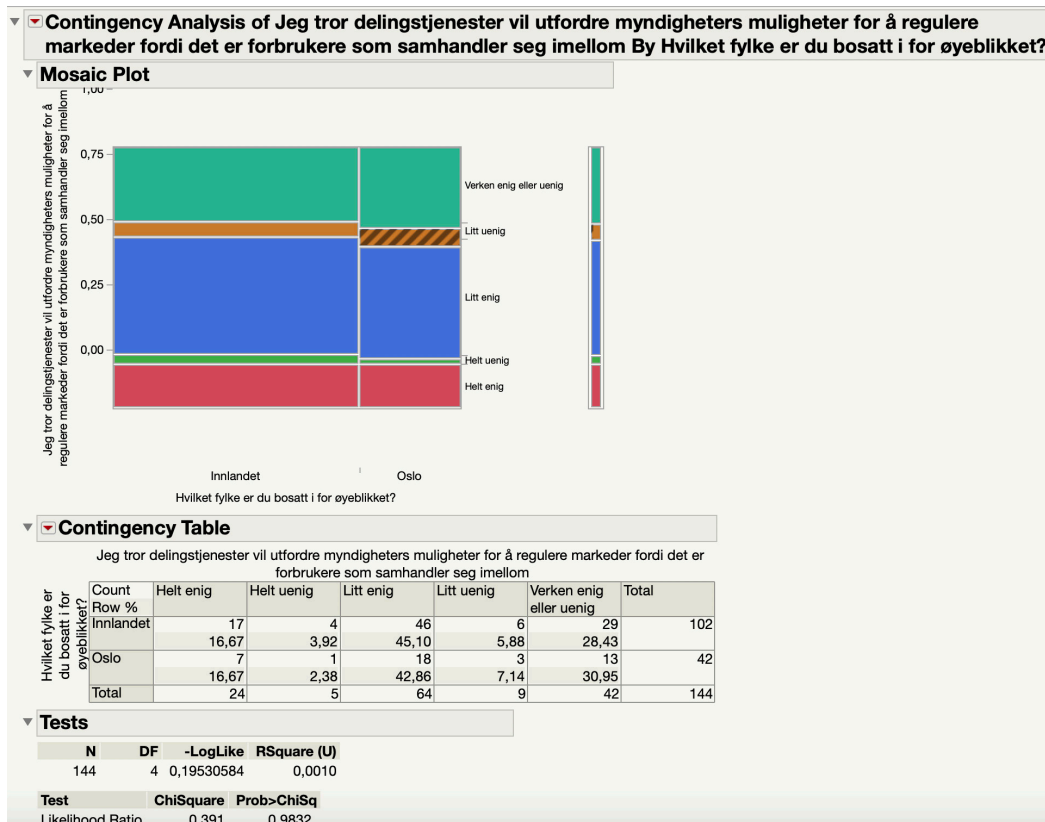 Contingency Analysis of Jeg tror delingstjenester vil utfordre myndigheters muligheter for å regulere
markeder fordi det er forbrukere som samhandler seg imellom By Hvilket fylke er du bosatt i for øyeblikket?
Mosaic Plot
Jeg tror delingstjenester vil utfordre myndigheters muligheter for å
regulere markeder fordi det er forbrukere som samhandler seg imellom
1,00
0,75
0,50
0,25
0,00
Verken enig eller uenig
Litt uenig
Litt enig
Helt uenig
Helt enig
Innlandet Oslo
Hvilket fylke er du bosatt i for øyeblikket?
Contingency Table
Jeg tror delingstjenester vil utfordre myndigheters muligheter for å regulere markeder fordi det er
forbrukere som samhandler seg imellom
Hvilket fylke er
du bosatt i for
øyeblikket?
Count Helt enig Helt uenig Litt enig Litt uenig Verken enig Total
Row % eller uenig
Innlandet 17 4 46 6 29 102
16,67 3,92 45,10 5,88 28,43
Oslo 7 1 18 3 13 42
16,67 2,38 42,86 7,14 30,95
Total 24 5 64 9 42 144
Tests
N DF -LogLike RSquare (U)
144 4 0,19530584 0,0010
Test ChiSquare Prob>ChiSq
Likelihood Ratio 0,391 0,9832